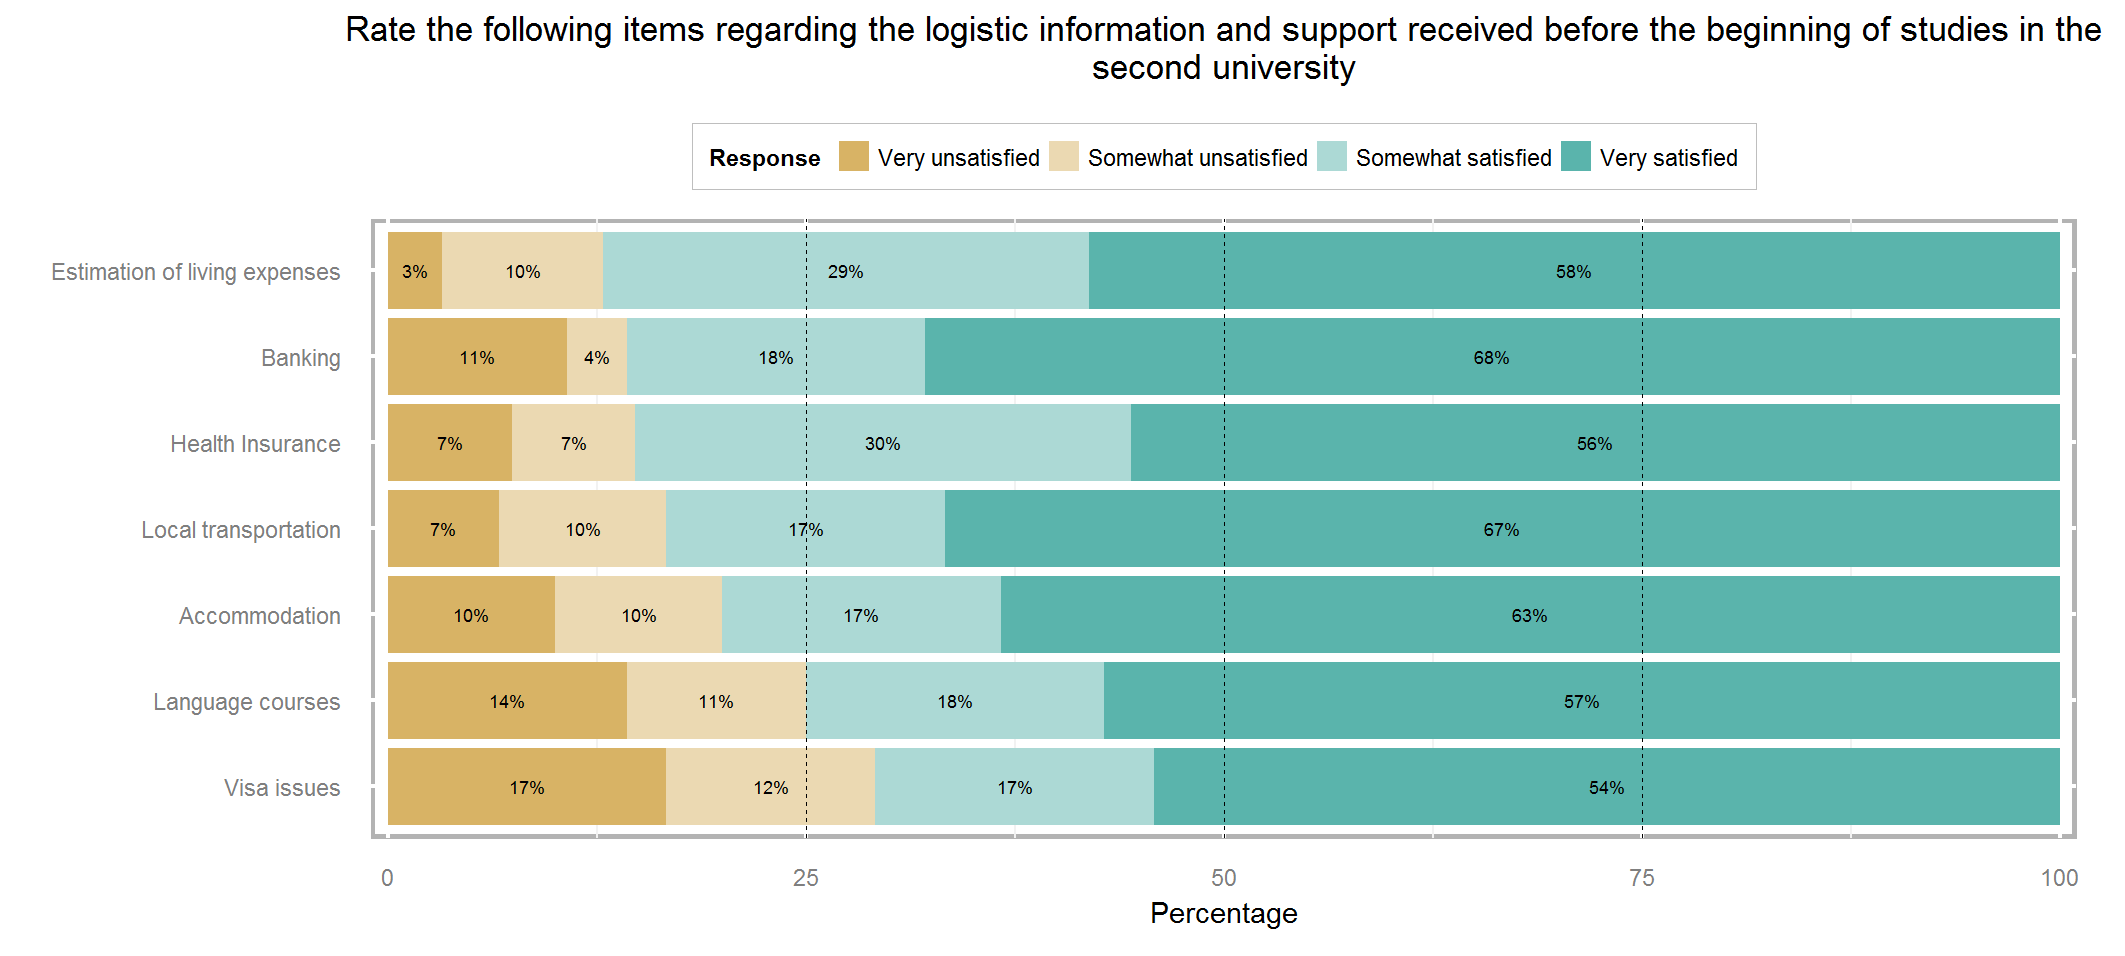 Rate the following items regarding the logistic information and support received before the beginning of studies in the
second university
Response Very unsatisfied Somewhat unsatisfied Somewhat satisfied Very satisfied
Estimation of living expenses 3% 10% 29% 58%
Banking 11% 4% 18% 68%
Health Insurance 7% 7% 30% 56%
Local transportation 7% 10% 17% 67%
Accommodation 10% 10% 17% 63%
Language courses 14% 11% 18% 57%
Visa issues 17% 12% 17% 54%
0 25 50 75 100
Percentage